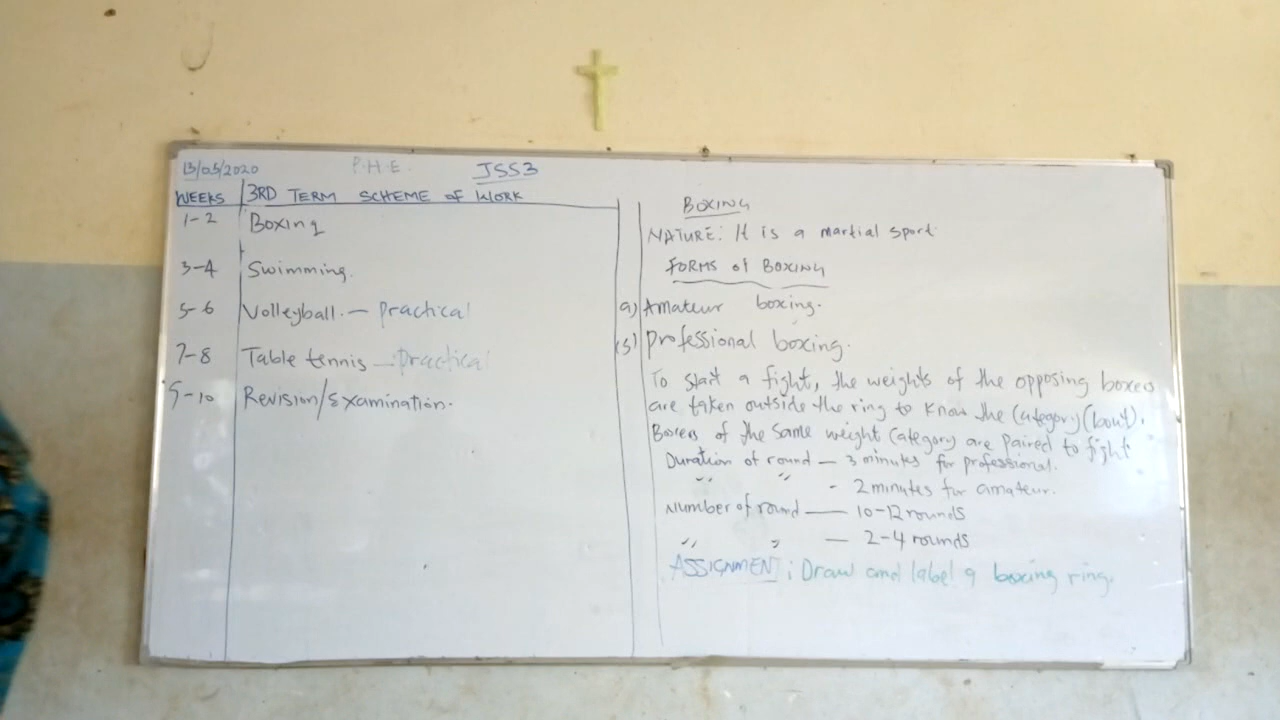 13/05/2020 P.H.E. JSS3
WEEKS 3RD TERM SCHEME of WORK
1-2 Boxing
3-4 Swimming.
5-6 Volleyball. — Practical
7-8 Table tennis — practical
9-10 Revision/Examination.
BOXING
NATURE: It is a martial sport.
FORMS of BOXING
a) Amateur boxing.
(b) Professional boxing.
To start a fight, the weights of the opposing boxers
are taken outside the ring to know the category (bout).
Boxers of the same weight category are paired to fight
Duration of round — 3 minutes for professional.
" " - 2 minutes for amateur.
Number of round — 10-12 rounds
" " — 2-4 rounds
ASSIGNMENT: Draw and label a boxing ring.